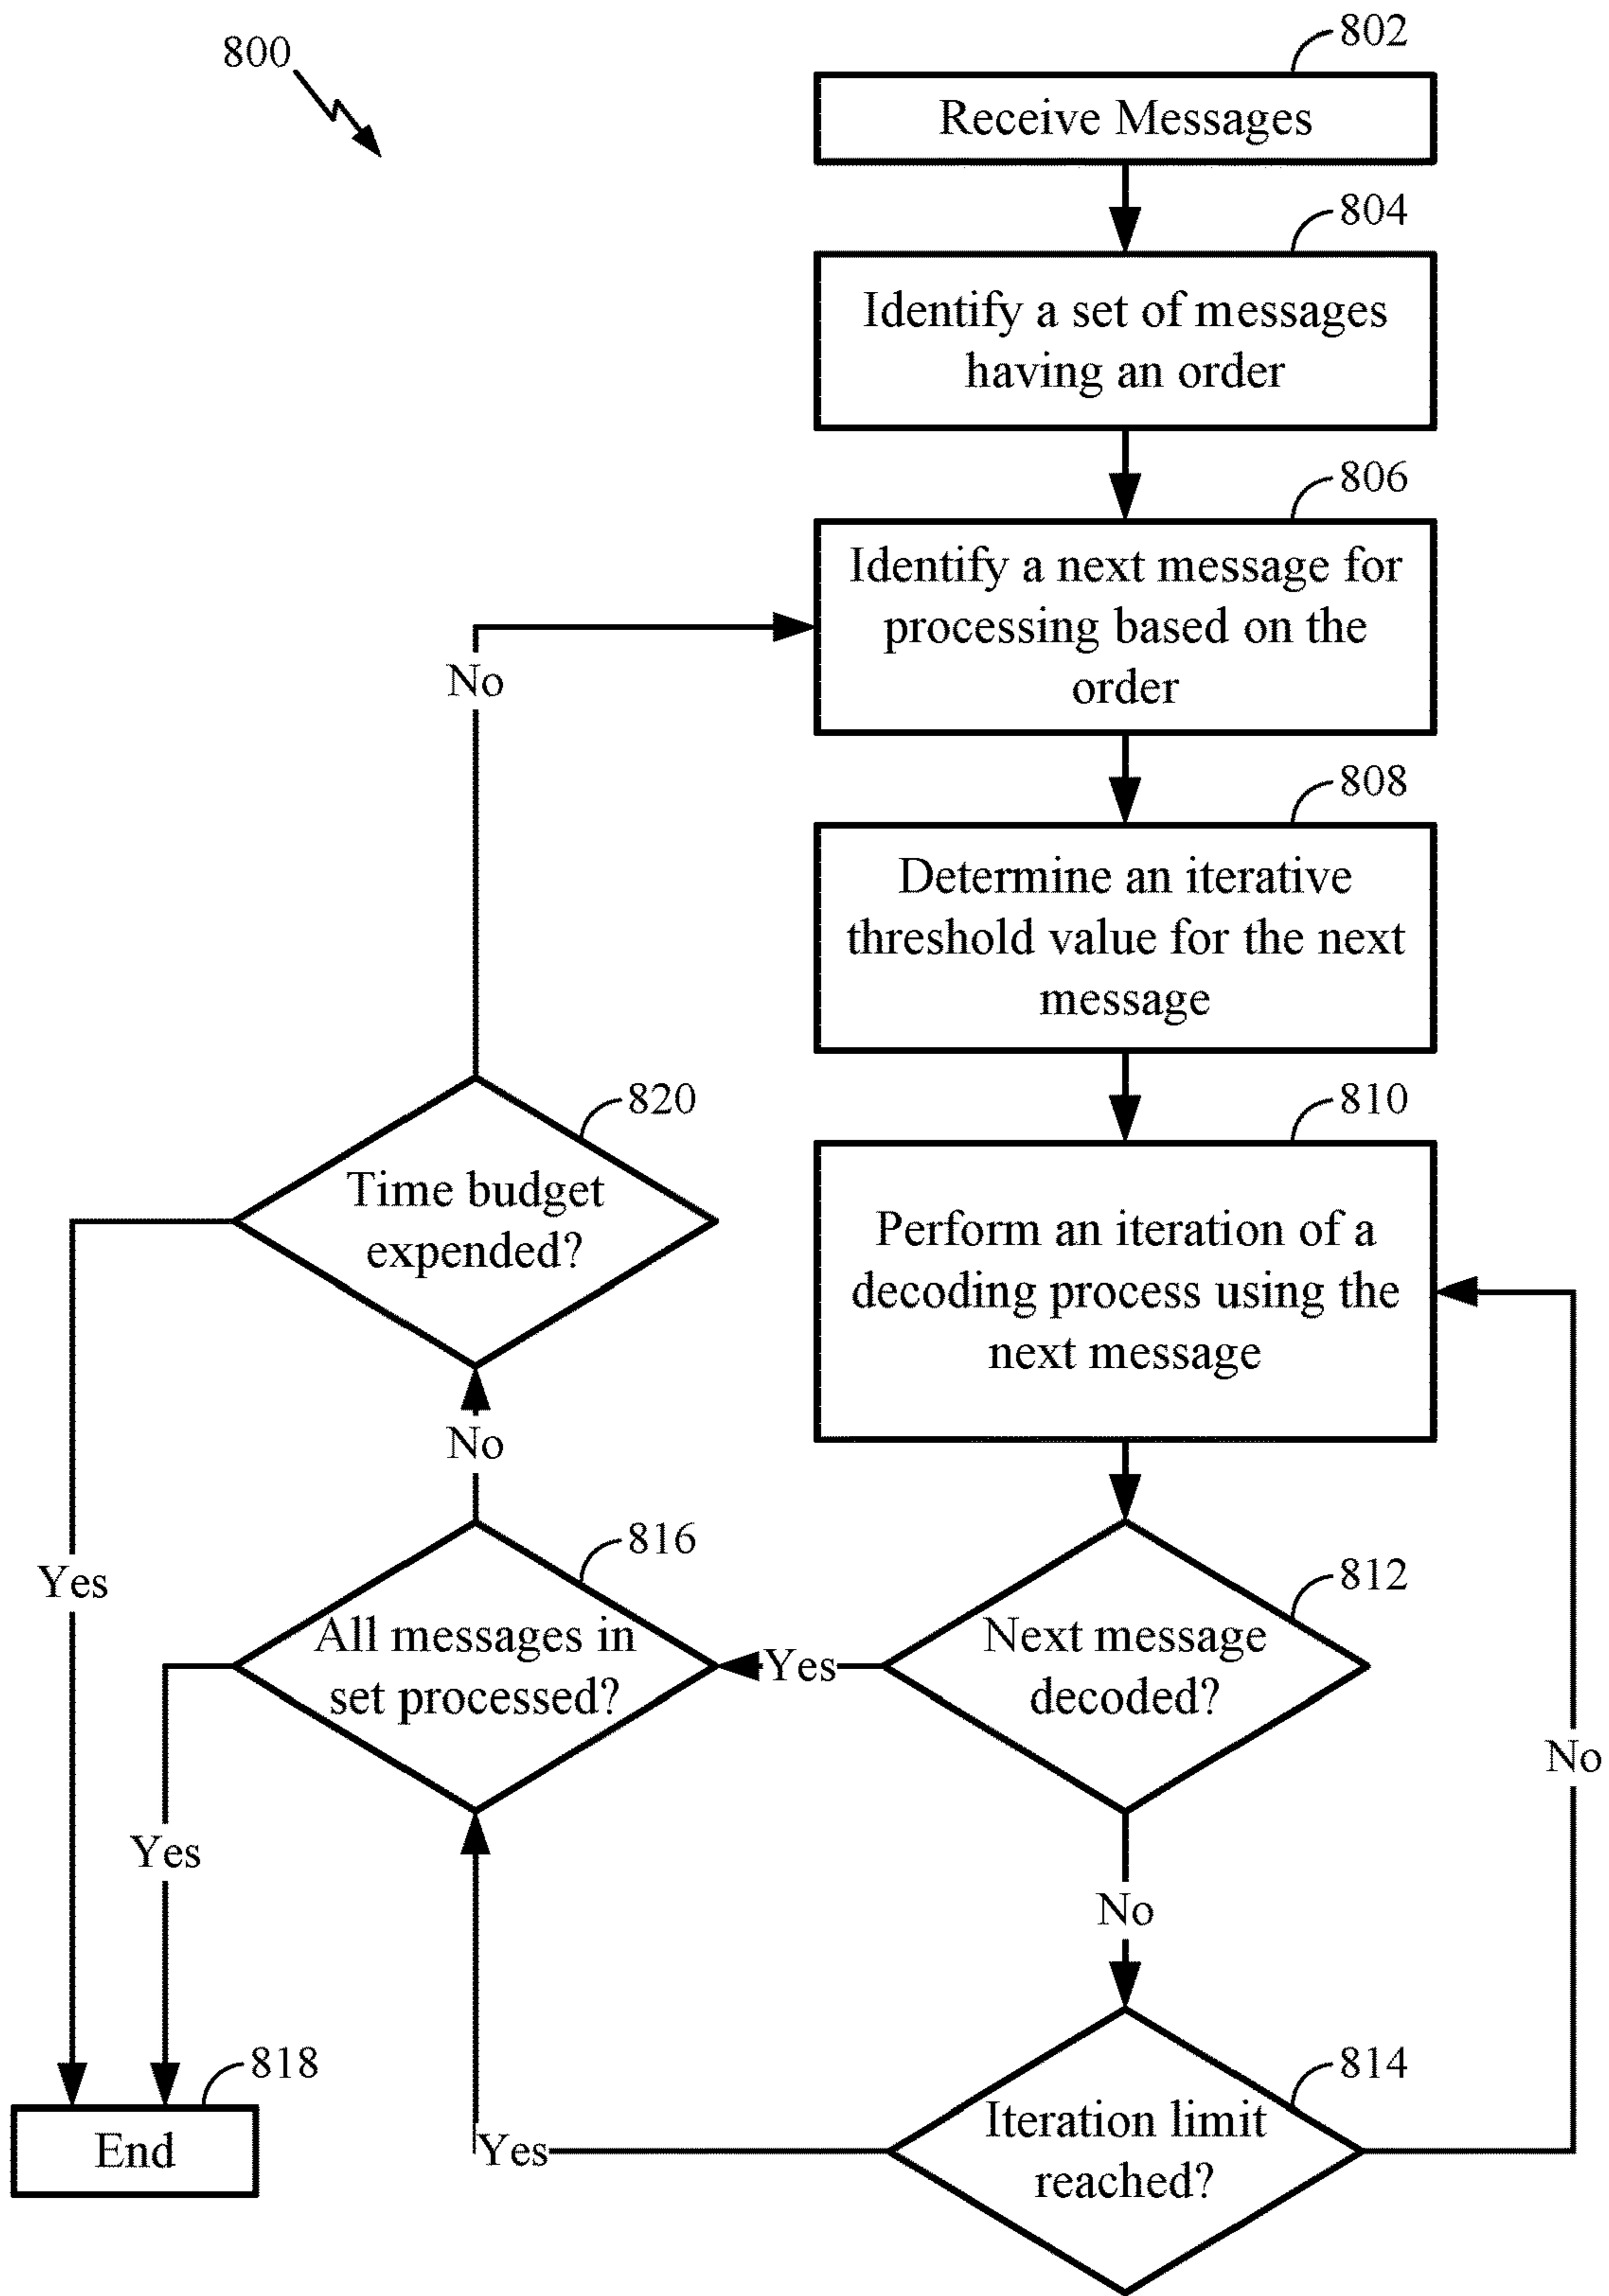 800
802
Receive Messages
804
Identify a set of messages
having an order
806
Identify a next message for
processing based on the
order
No
808
Determine an iterative
threshold value for the next
message
820
Time budget
expended?
810
Perform an iteration of a
decoding process using the
next message
No
Yes
816
All messages in
set processed?
Yes
812
Next message
decoded?
No
Yes
No
818
End
814
Iteration limit
reached?
Yes